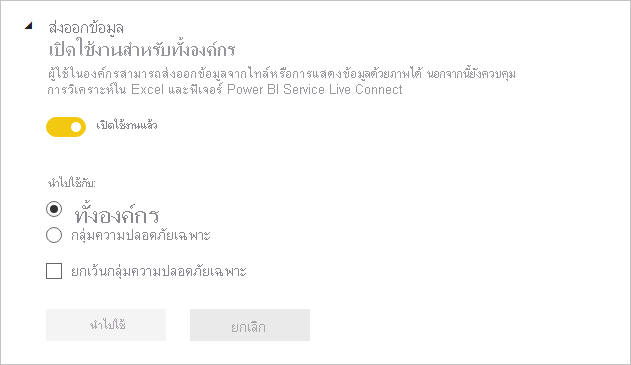 ส่งออกข้อมูล
เปิดใช้งานสำหรับทั้งองค์กร
ผู้ใช้ในองค์กรสามารถส่งออกข้อมูลจากไทล์หรือการแสดงข้อมูลด้วยภาพได้ นอกจากนี้ยังควบคุม
การวิเคราะห์ใน Excel และฟีเจอร์ Power BI Service Live Connect
เปิดใช้งานแล้ว
นำไปใช้กับ:
ทั้งองค์กร
กลุ่มความปลอดภัยเฉพาะ
ยกเว้นกลุ่มความปลอดภัยเฉพาะ
นำไปใช้
ยกเลิก